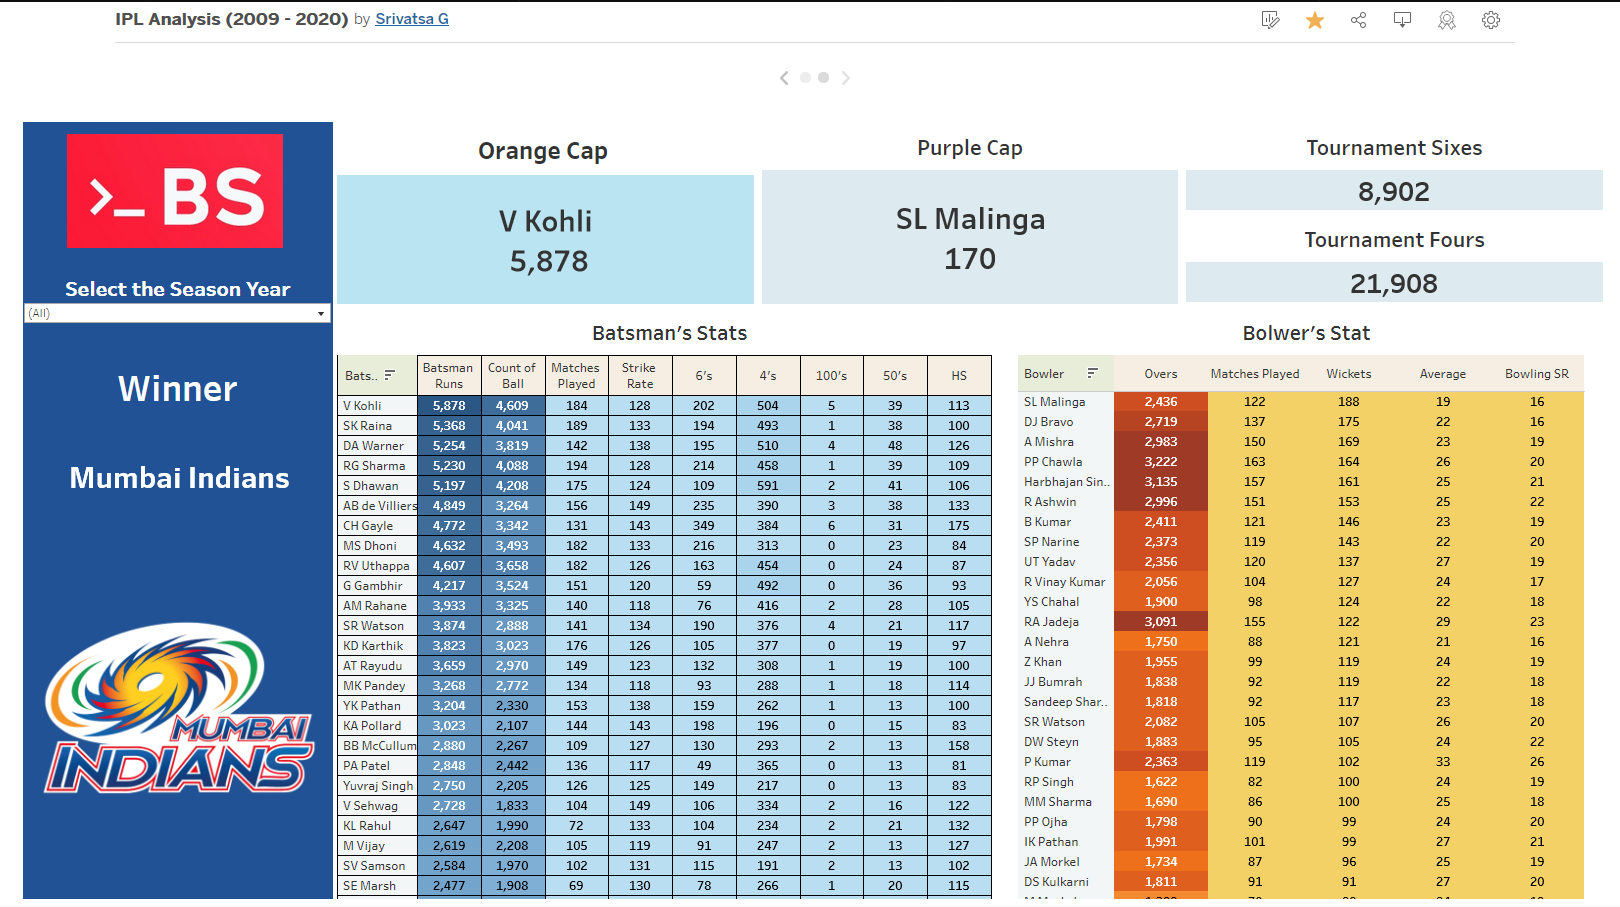 IPL Analysis (2009 - 2020) by Srivatsa G
>_ BS
Select the Season Year
(All)
Winner
Mumbai Indians
MUMBAI
INDIANS
Orange Cap
V Kohli
5,878
Purple Cap
SL Malinga
170
Tournament Sixes
8,902
Tournament Fours
21,908
Batsman's Stats
Bats.. Batsman Runs Count of Ball Matches Played Strike Rate 6's 4's 100's 50's HS
V Kohli 5,878 4,609 184 128 202 504 5 39 113
SK Raina 5,368 4,041 189 133 194 493 1 38 100
DA Warner 5,254 3,819 142 138 195 510 4 48 126
RG Sharma 5,230 4,088 194 128 214 458 1 39 109
S Dhawan 5,197 4,208 175 124 109 591 2 41 106
AB de Villiers 4,849 3,264 156 149 235 390 3 38 133
CH Gayle 4,772 3,342 131 143 349 384 6 31 175
MS Dhoni 4,632 3,493 182 133 216 313 0 23 84
RV Uthappa 4,607 3,658 182 126 163 454 0 24 87
G Gambhir 4,217 3,524 151 120 59 492 0 36 93
AM Rahane 3,933 3,325 140 118 76 416 2 28 105
SR Watson 3,874 2,888 141 134 190 376 4 21 117
KD Karthik 3,823 3,023 176 126 105 377 0 19 97
AT Rayudu 3,659 2,970 149 123 132 308 1 19 100
MK Pandey 3,268 2,772 134 118 93 288 1 18 114
YK Pathan 3,204 2,330 153 138 159 262 1 13 100
KA Pollard 3,023 2,107 144 143 198 196 0 15 83
BB McCullum 2,880 2,267 109 127 130 293 2 13 158
PA Patel 2,848 2,442 136 117 49 365 0 13 81
Yuvraj Singh 2,750 2,205 126 125 149 217 0 13 83
V Sehwag 2,728 1,833 104 149 106 334 2 16 122
KL Rahul 2,647 1,990 72 133 104 234 2 21 132
M Vijay 2,619 2,208 105 119 91 247 2 13 127
SV Samson 2,584 1,970 102 131 115 191 2 13 102
SE Marsh 2,477 1,908 69 130 78 266 1 20 115
Bolwer's Stat
Bowler Overs Matches Played Wickets Average Bowling SR
SL Malinga 2,436 122 188 19 16
DJ Bravo 2,719 137 175 22 16
A Mishra 2,983 150 169 23 19
PP Chawla 3,222 163 164 26 20
Harbhajan Sin.. 3,135 157 161 25 21
R Ashwin 2,996 151 153 25 22
B Kumar 2,411 121 146 23 19
SP Narine 2,373 119 143 22 20
UT Yadav 2,356 120 137 27 19
R Vinay Kumar 2,056 104 127 24 17
YS Chahal 1,900 98 124 22 18
RA Jadeja 3,091 155 122 29 23
A Nehra 1,750 88 121 21 16
Z Khan 1,955 99 119 24 19
JJ Bumrah 1,838 92 119 22 18
Sandeep Shar.. 1,818 92 117 23 18
SR Watson 2,082 105 107 26 20
DW Steyn 1,883 95 105 24 22
P Kumar 2,363 119 102 33 26
RP Singh 1,622 82 100 24 19
MM Sharma 1,690 86 100 25 18
PP Ojha 1,798 90 99 24 20
IK Pathan 1,991 101 99 27 21
JA Morkel 1,734 87 96 25 19
DS Kulkarni 1,811 91 91 27 20